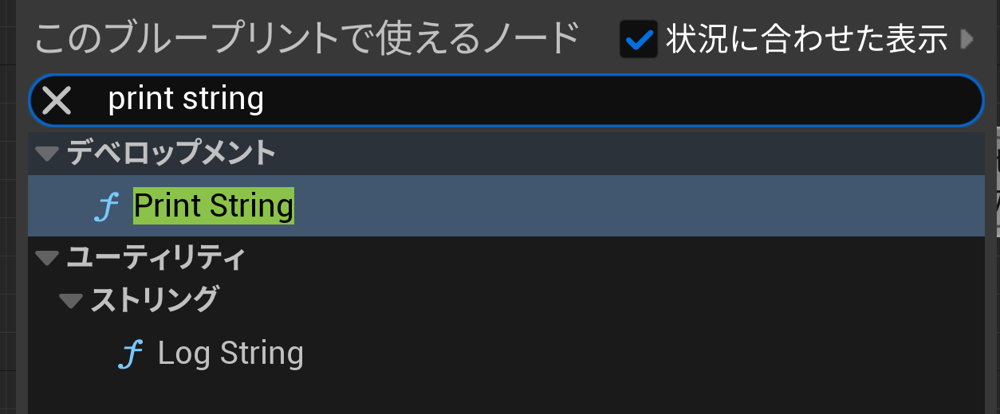 このブループリントで使えるノード 状況に合わせた表示
print string
デベロップメント
f Print String
ユーティリティ
ストリング
f Log String